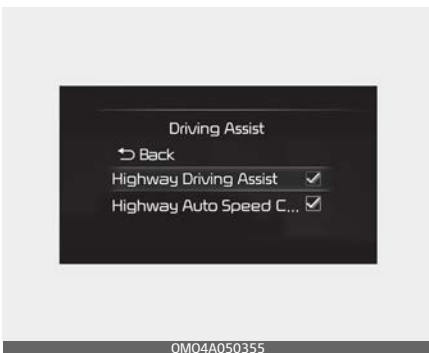 Driving Assist
Back
Highway Driving Assist
Highway Auto Speed C...
OMO4A050355